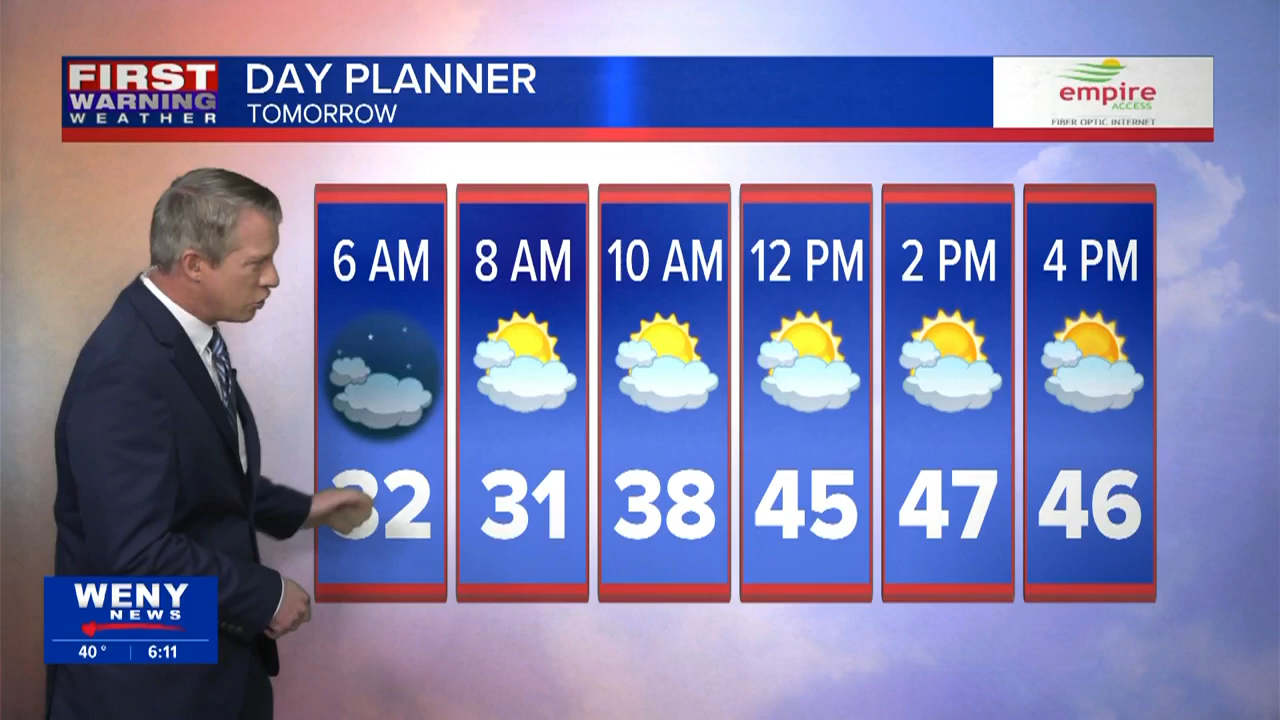 FIRST
WARNING
WEATHER
DAY PLANNER
TOMORROW
empire
ACCESS
FIBER OPTIC INTERNET
6 AM
8 AM
10 AM
12 PM
2 PM
4 PM
32
31
38
45
47
46
WENY
NEWS
40° | 6:11